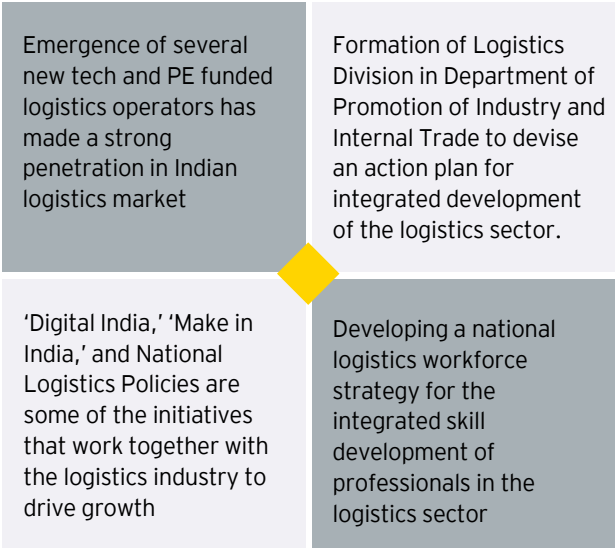 Emergence of several
new tech and PE funded
logistics operators has
made a strong
penetration in Indian
logistics market
Formation of Logistics
Division in Department of
Promotion of Industry and
Internal Trade to devise
an action plan for
integrated development
of the logistics sector.
‘Digital India,’ ‘Make in
India,’ and National
Logistics Policies are
some of the initiatives
that work together with
the logistics industry to
drive growth
Developing a national
logistics workforce
strategy for the
integrated skill
development of
professionals in the
logistics sector